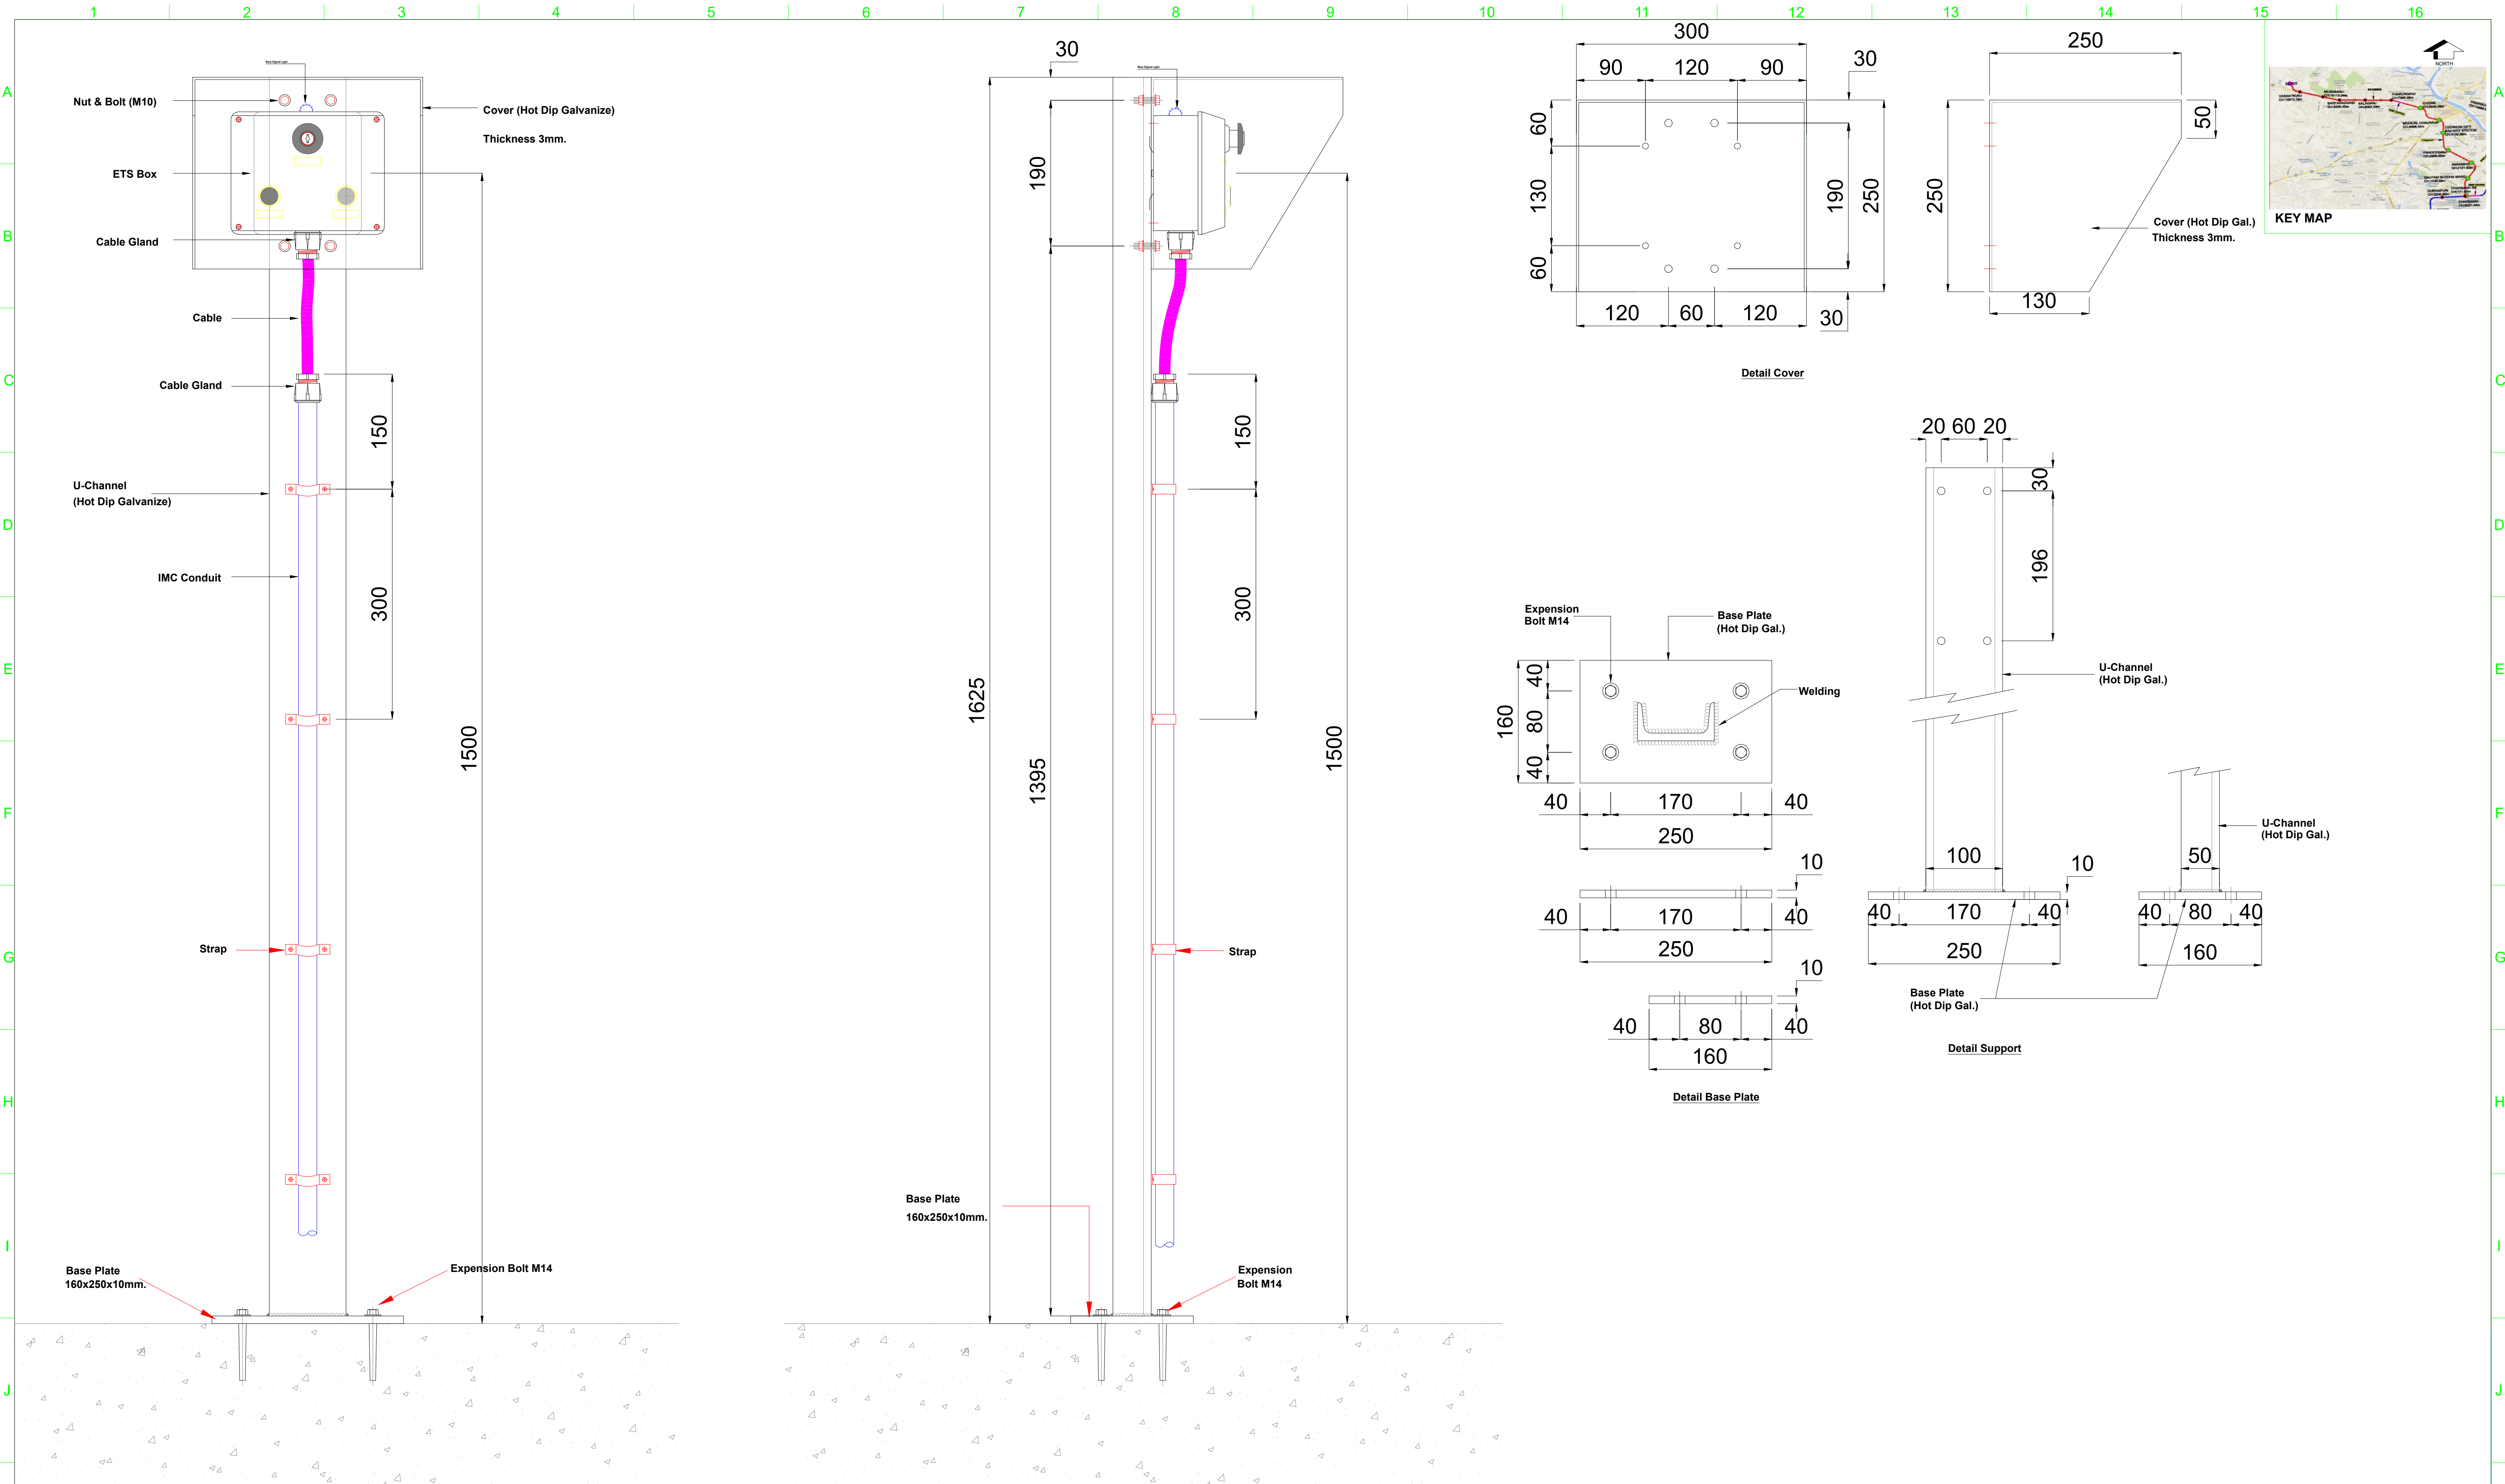 1 2 3 4 5 6 7 8 9 10 11 12 13 14 15 16
A
B
C
D
E
F
G
H
I
J
A
B
C
D
E
F
G
H
I
J
Blue Signal Light
Nut & Bolt (M10)
Cover (Hot Dip Galvanize)
Thickness 3mm.
ETS Box
Cable Gland
Cable
Cable Gland
150
U-Channel
(Hot Dip Galvanize)
300
IMC Conduit
1500
Strap
Base Plate
160x250x10mm.
Expension Bolt M14
30
Blue Signal Light
190
150
300
1625
1395
1500
Strap
Base Plate
160x250x10mm.
Expension
Bolt M14
300
90 120 90
30
60
130
60
190
250
120 60 120
30
250
50
250
130
Cover (Hot Dip Gal.)
Thickness 3mm.
Detail Cover
NORTH
KEY MAP
Expension
Bolt M14
Base Plate
(Hot Dip Gal.)
Welding
160
40
80
40
40 170 40
250
10
40 170 40
250
10
40 80 40
160
Detail Base Plate
20 60 20
30
196
U-Channel
(Hot Dip Gal.)
100
10
40 170 40
250
U-Channel
(Hot Dip Gal.)
50
40 80 40
160
Base Plate
(Hot Dip Gal.)
Detail Support